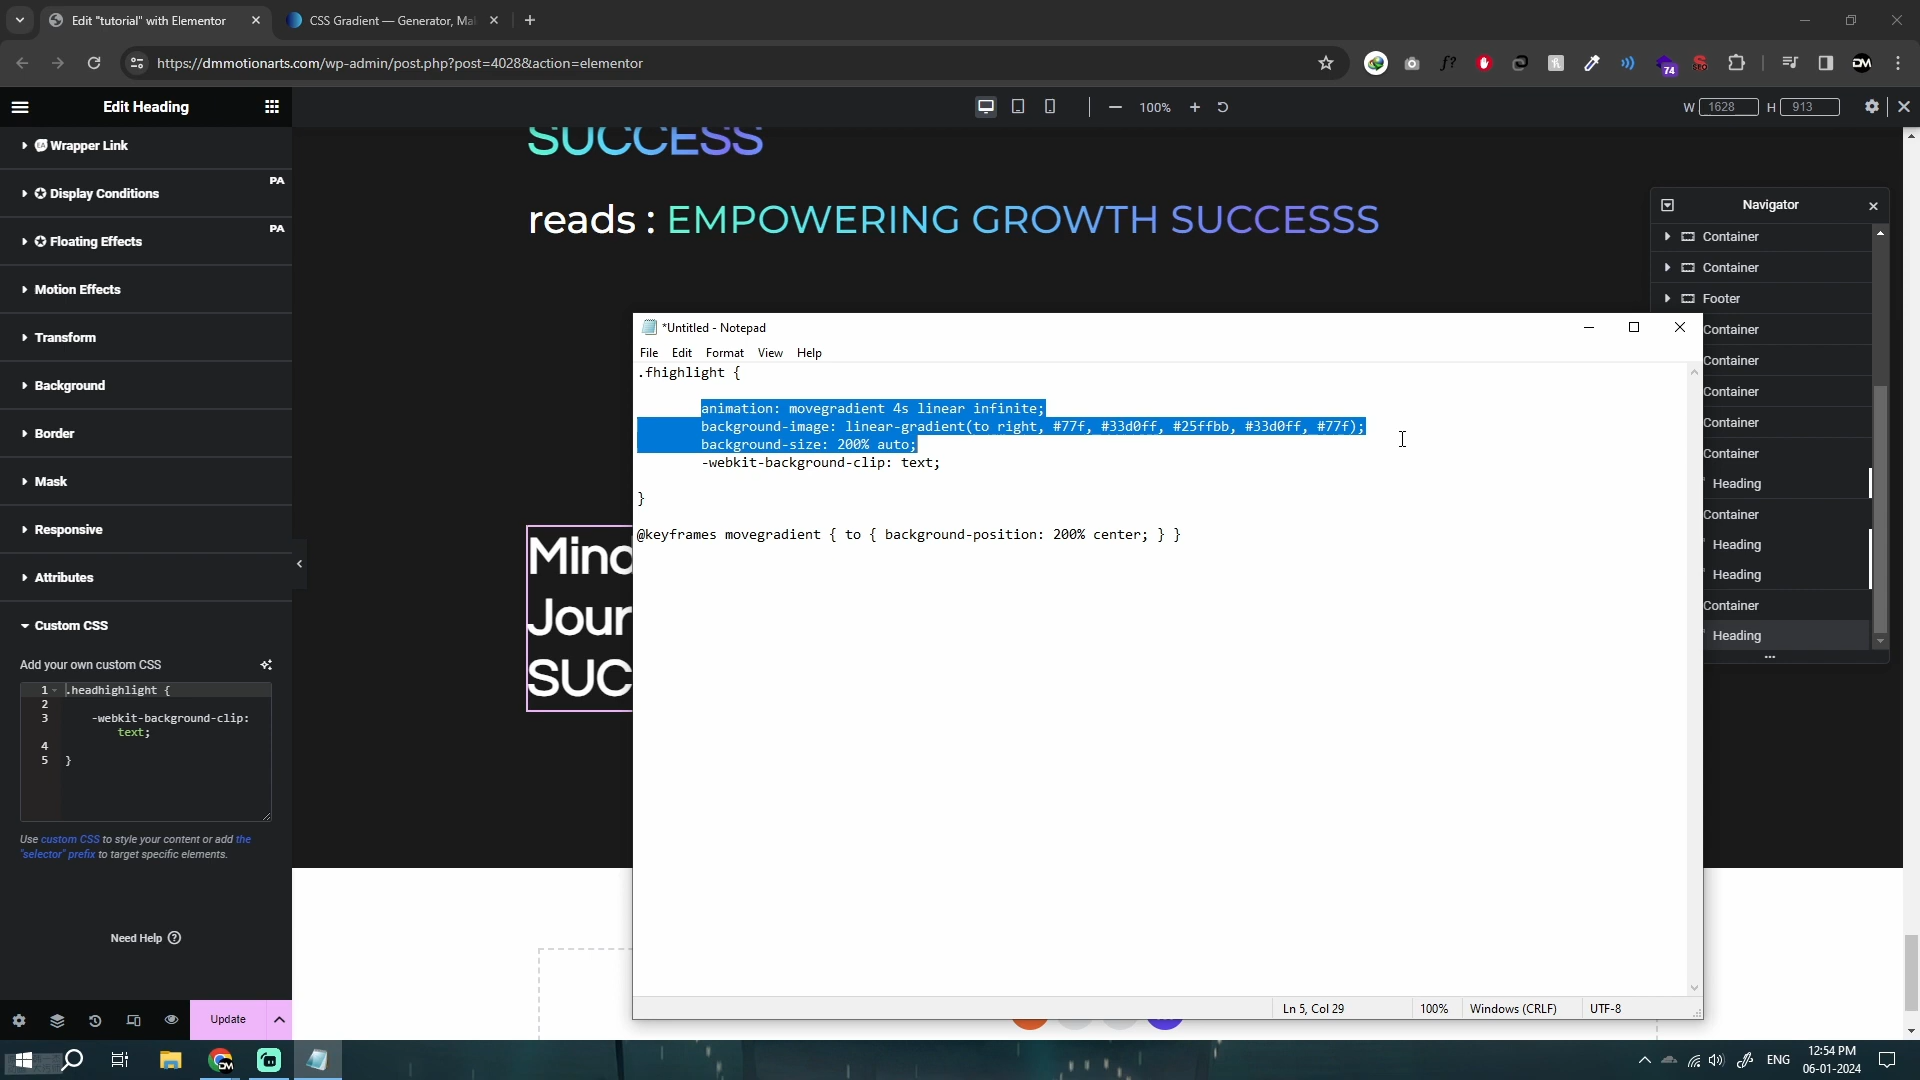 Edit "tutorial" with Elementor
CSS Gradient — Generator, Ma
https://dmmotionarts.com/wp-admin/post.php?post=4028&action=elementor
74
Edit Heading
100%
W 1628 H 913
Wrapper Link
Display Conditions
PA
Floating Effects
PA
Motion Effects
Transform
Background
Border
Mask
Responsive
Attributes
Custom CSS
Add your own custom CSS
1 .headhighlight {
2
3 -webkit-background-clip:
text;
4
5 }
Use custom CSS to style your content or add the
"selector" prefix to target specific elements.
Need Help
Update
SUCCESS
reads : EMPOWERING GROWTH SUCCESSS
Mind
Jour
SUC
*Untitled - Notepad
File Edit Format View Help
.fhighlight {
animation: movegradient 4s linear infinite;
background-image: linear-gradient(to right, #77f, #33d0ff, #25ffbb, #33d0ff, #77f);
background-size: 200% auto;
-webkit-background-clip: text;
}
@keyframes movegradient { to { background-position: 200% center; } }
Ln 5, Col 29
100%
Windows (CRLF)
UTF-8
Navigator
Container
Container
Footer
Container
Container
Container
Container
Container
Heading
Container
Heading
Heading
Container
Heading
ENG
12:54 PM
06-01-2024